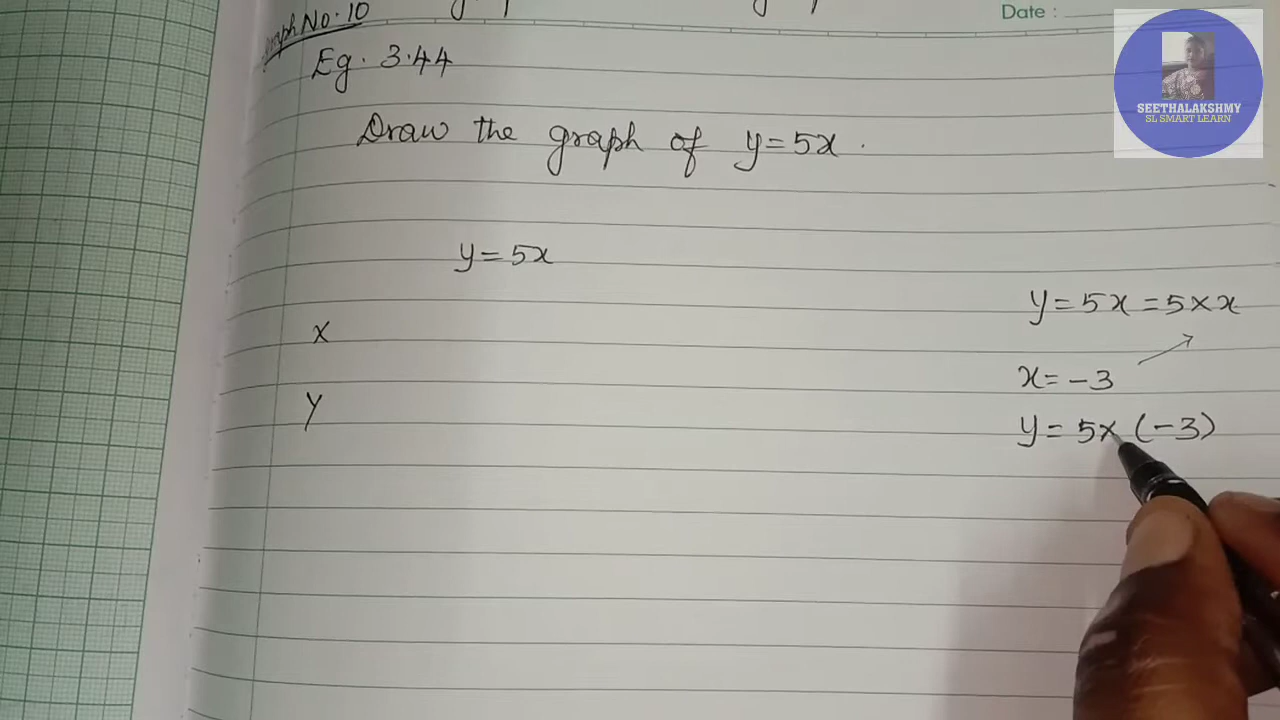 Date :
Graph No. 10
Eg. 3.44
Draw the graph of y = 5x .
y = 5x
x
y
y = 5x = 5 × x
x = -3
y = 5 × (-3)
SEETHALAKSHMY
SL SMART LEARN